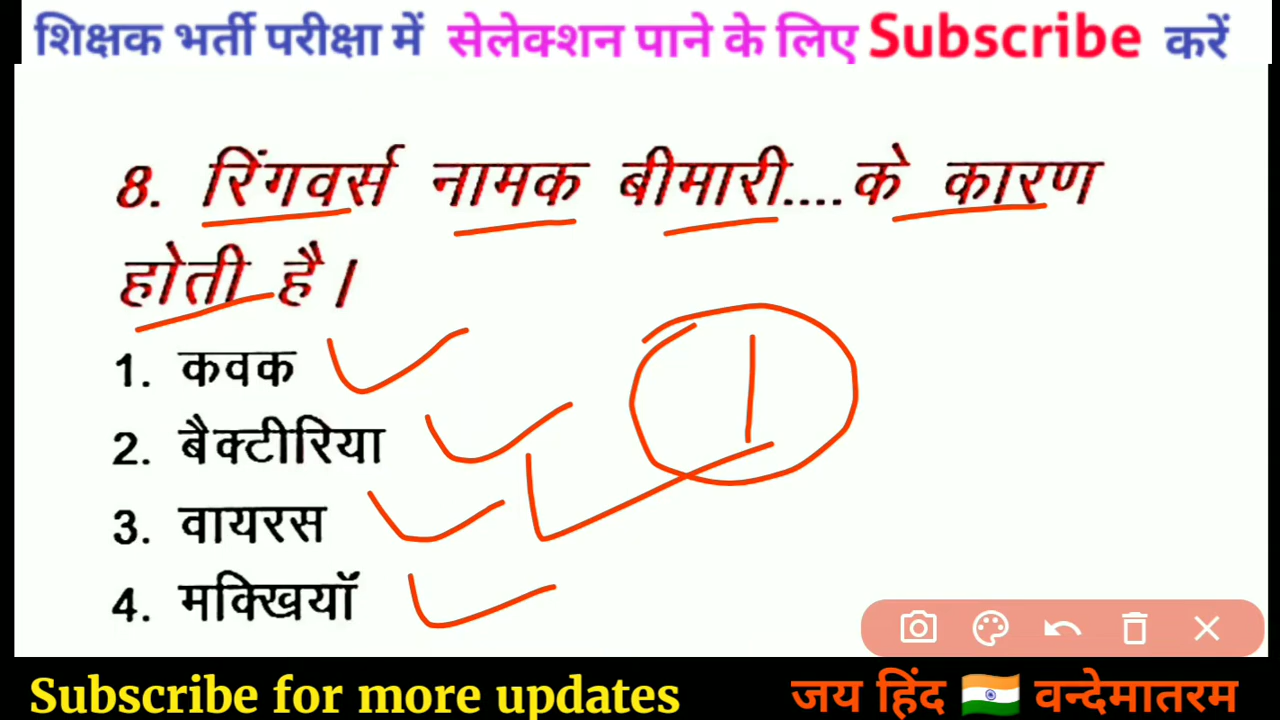 शिक्षक भर्ती परीक्षा में सेलेक्शन पाने के लिए Subscribe करें
8. रिंगवर्स नामक बीमारी....के कारण
होती है।
1. कवक
2. बैक्टीरिया
1
3. वायरस
4. मक्खियॉ
Subscribe for more updates जय हिंद 🇮🇳 वन्देमातरम